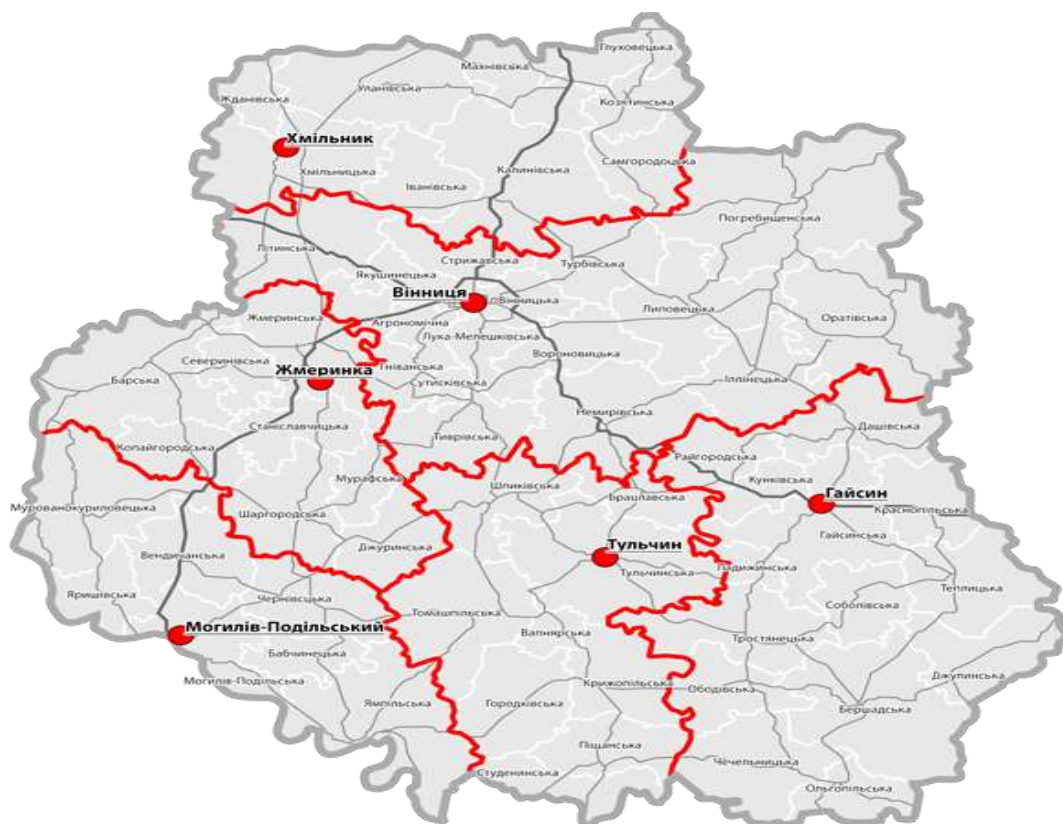 Глуховецька
Махнівська
Уланівська
Жданівська
Козятинська
Хмільник
Самгородоцька
Хмільницька
Калинівська
Іванівська
Погребищенська
Літинська
Стрижавська
Турбівська
Якушинецька
Вінниця
Вінницька
Липовецька
Оратівська
Жмеринська
Агрономічна
Лука-Мелешківська
Вороновицька
Северинівська
Гніванська
Жмеринка
Барська
Сутисківська
Іллінецька
Немирівська
Станіславчицька
Дашівська
Тиврівська
Копайгородська
Райгородська
Мурафська
Кунківська
Шпиківська
Гайсин
Брацлавська
Мурованокуриловецька
Краснопільська
Шаргородська
Гайсинська
Джуринська
Тульчин
Вендичанська
Тульчинська
Ладижинська
Теплицька
Яришівська
Чернівецька
Соболівська
Томашпільська
Могилів-Подільський
Вапнярська
Тростянецька
Бабчинецька
Могилів-Подільська
Джулинська
Крижопільська
Ободівська
Ямпільська
Городківська
Бершадська
Піщанська
Чечельницька
Студенянська
Ольгопільська